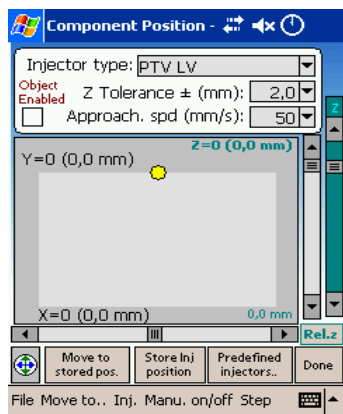 Component Position
Injector type: PTV LV
Object Enabled
Z Tolerance ± (mm): 2,0
Approach. spd (mm/s): 50
Z
Z=0 (0,0 mm)
Y=0 (0,0 mm)
X=0 (0,0 mm)
0,0 mm
Rel.z
Move to stored pos.
Store Inj position
Predefined injectors..
Done
File Move to.. Inj. Manu. on/off Step